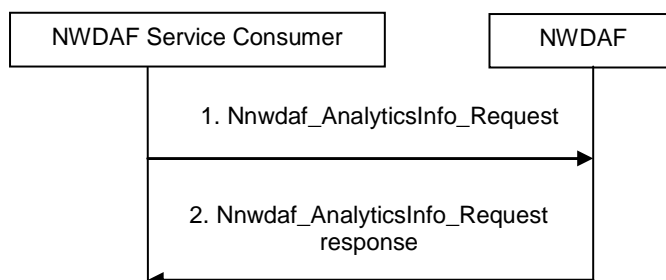 NWDAF Service Consumer
NWDAF
1. Nnwdaf_AnalyticsInfo_Request
2. Nnwdaf_AnalyticsInfo_Request
response